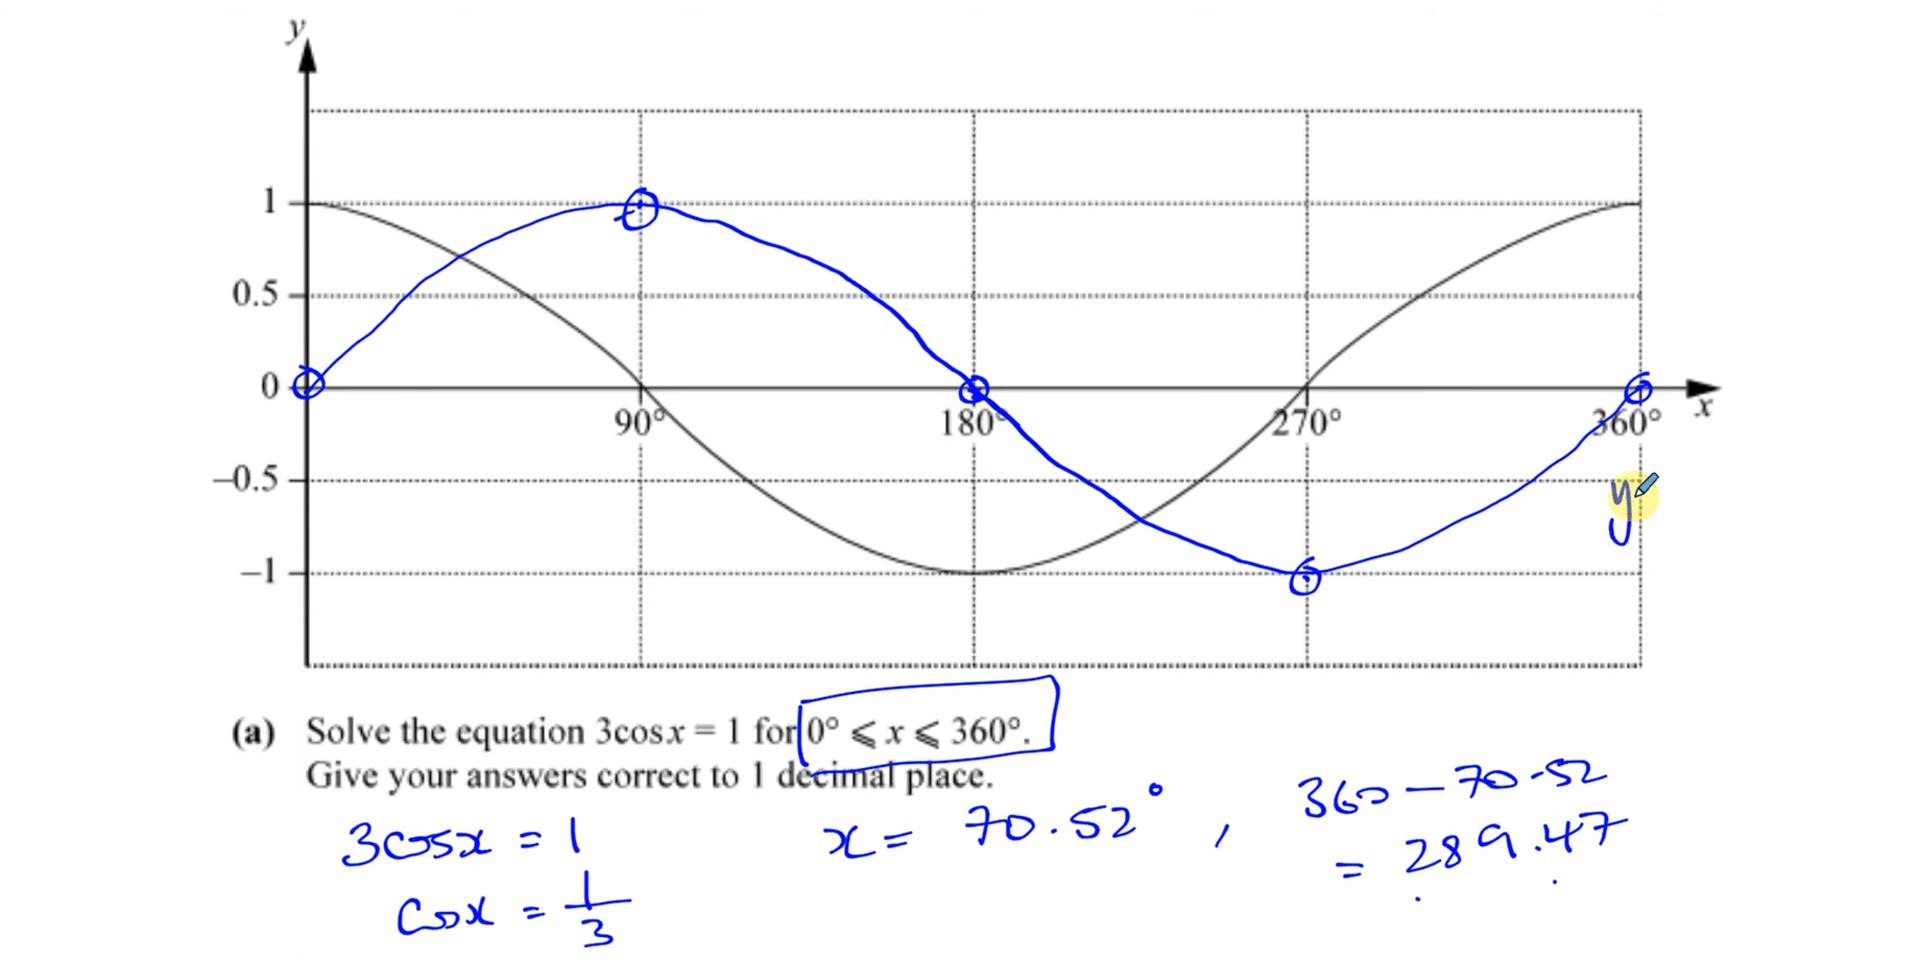 y
1
0.5
0
90° 180° 270° 360° x
–0.5
y
–1
(a) Solve the equation 3cosx = 1 for 0° ⩽ x ⩽ 360°.
Give your answers correct to 1 decimal place.
3cosx = 1
x = 70.52° , 360 – 70.52
= 289.47
cosx = 1/3